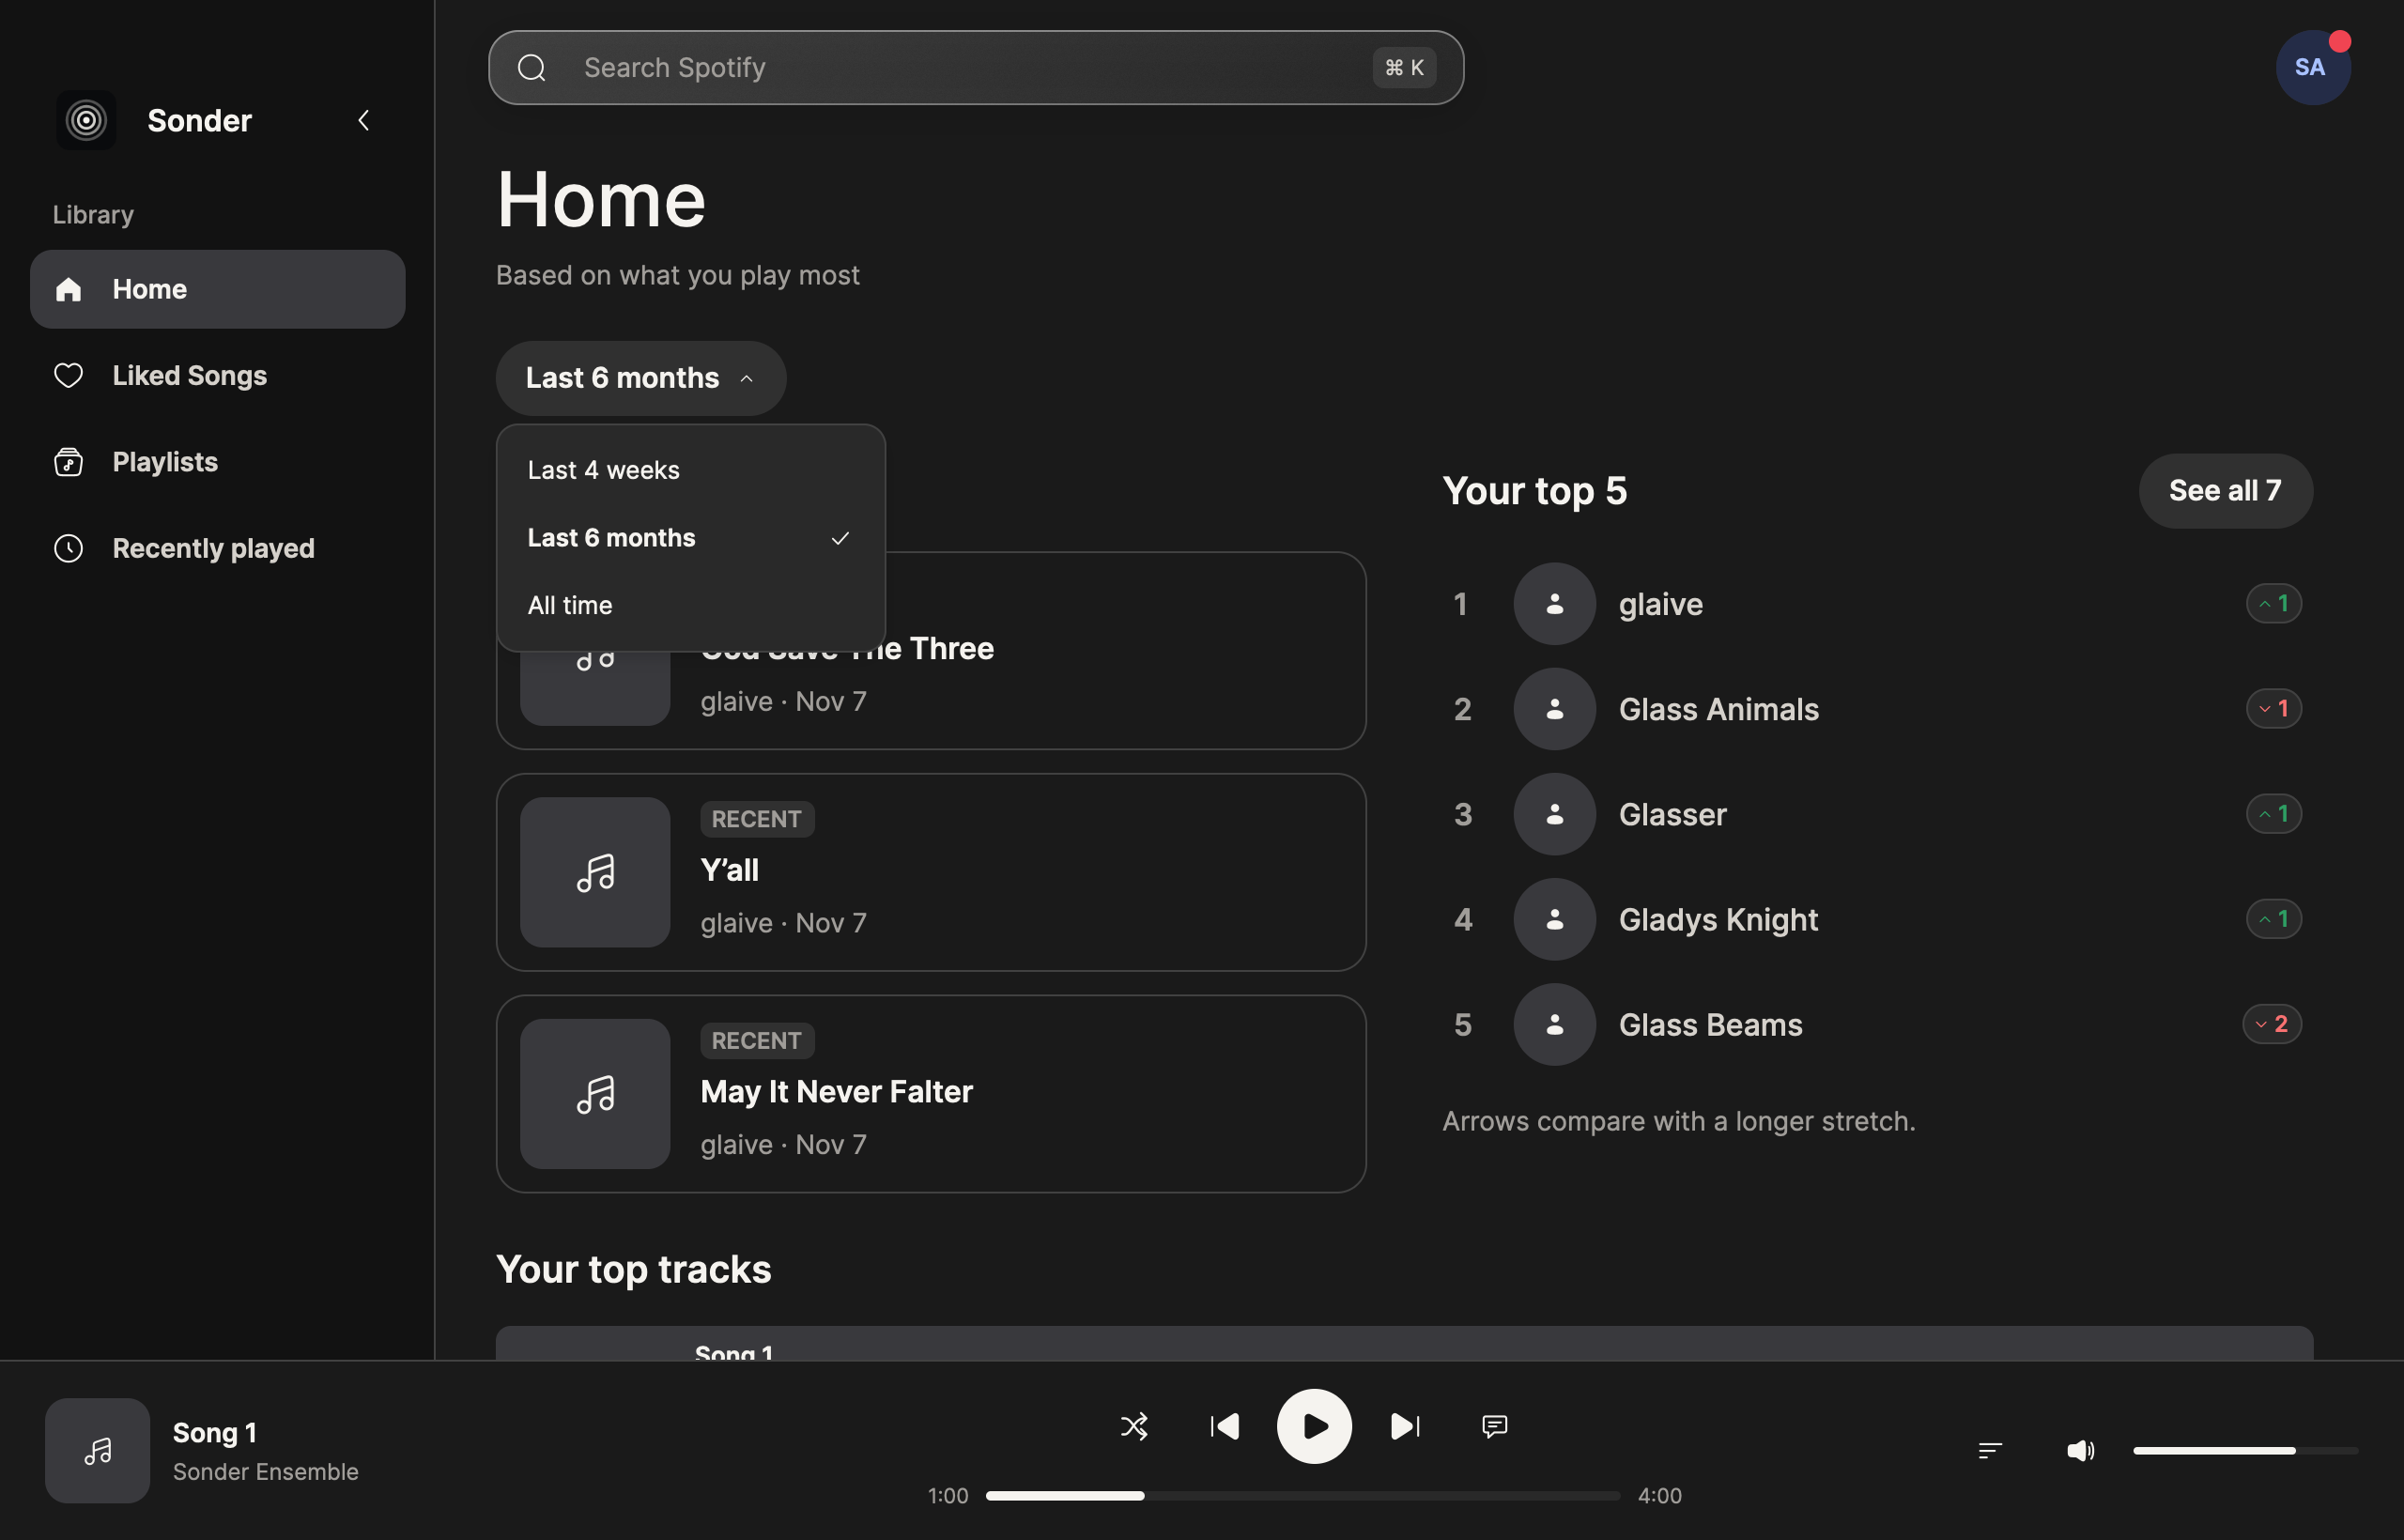 Search Spotify
⌘ K
SA
Sonder
Library
Home
Liked Songs
Playlists
Recently played
Home
Based on what you play most
Last 6 months
Last 4 weeks
Last 6 months
All time
God Save The Three
glaive · Nov 7
RECENT
Y’all
glaive · Nov 7
RECENT
May It Never Falter
glaive · Nov 7
Your top 5
See all 7
1 glaive 1
2 Glass Animals 1
3 Glasser 1
4 Gladys Knight 1
5 Glass Beams 2
Arrows compare with a longer stretch.
Your top tracks
Song 1
Song 1
Sonder Ensemble
1:00
4:00